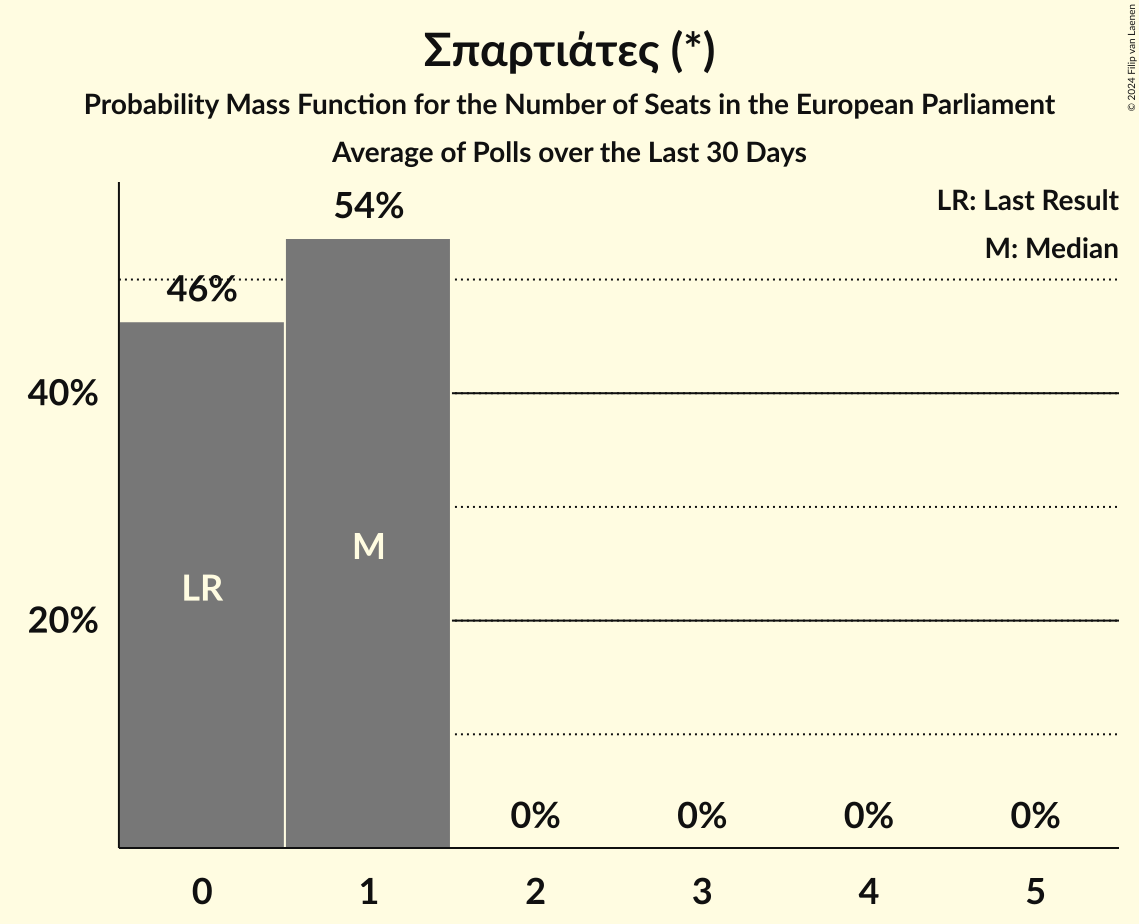 Σπαρτιάτες (*)
Probability Mass Function for the Number of Seats in the European Parliament
Average of Polls over the Last 30 Days
© 2024 Filip van Laenen
LR: Last Result
M: Median
54%
46%
40%
20%
M
LR
0% 0% 0% 0%
0 1 2 3 4 5